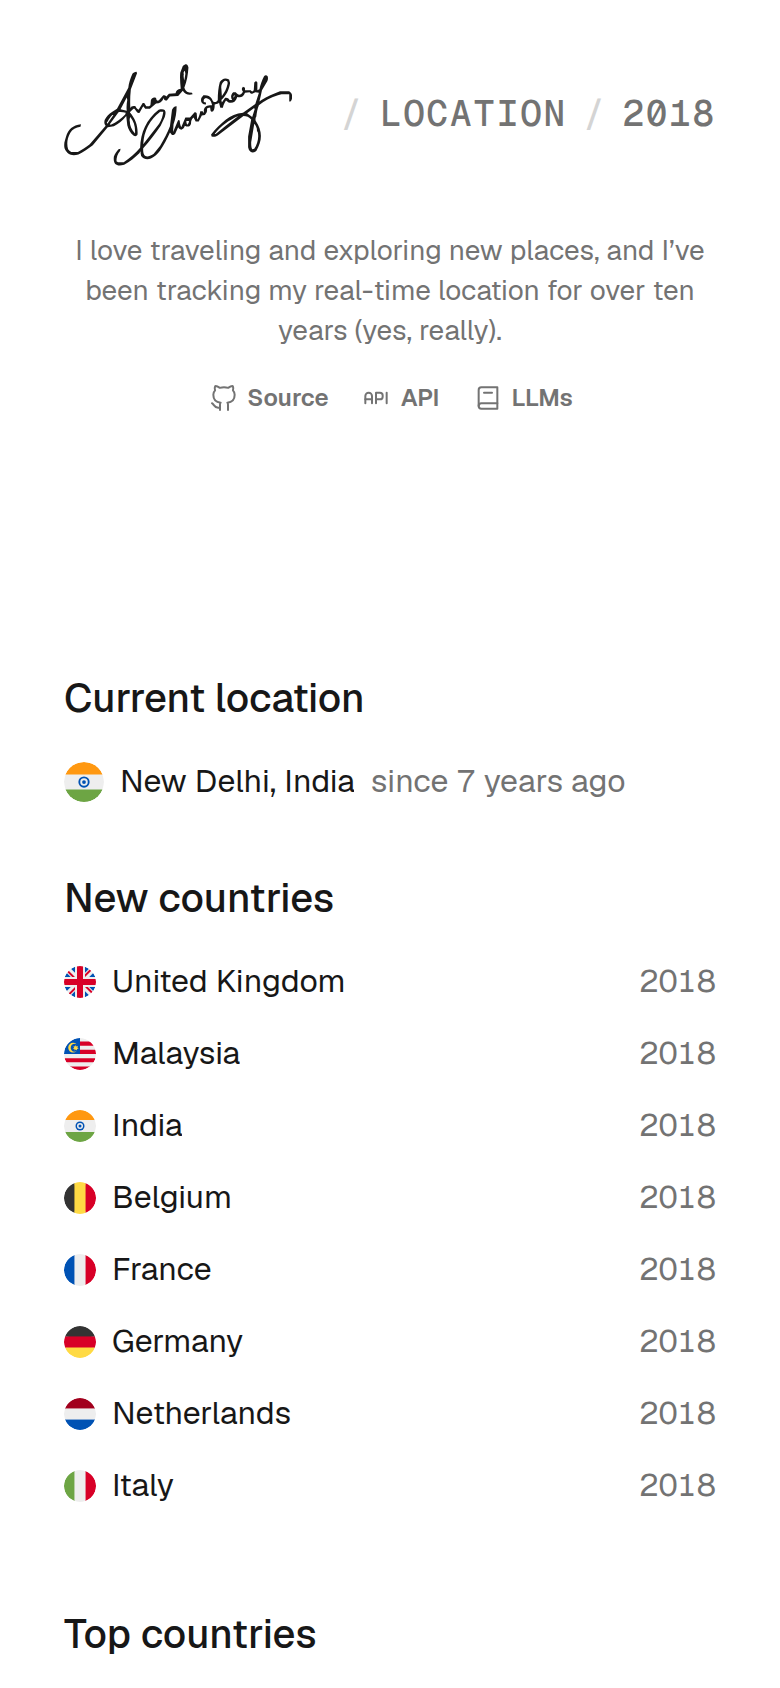 Anand
Chowdhary
/ LOCATION / 2018
I love traveling and exploring new places, and I’ve
been tracking my real-time location for over ten
years (yes, really).
Source API API LLMs
Current location
New Delhi, India since 7 years ago
New countries
United Kingdom 2018
Malaysia 2018
India 2018
Belgium 2018
France 2018
Germany 2018
Netherlands 2018
Italy 2018
Top countries